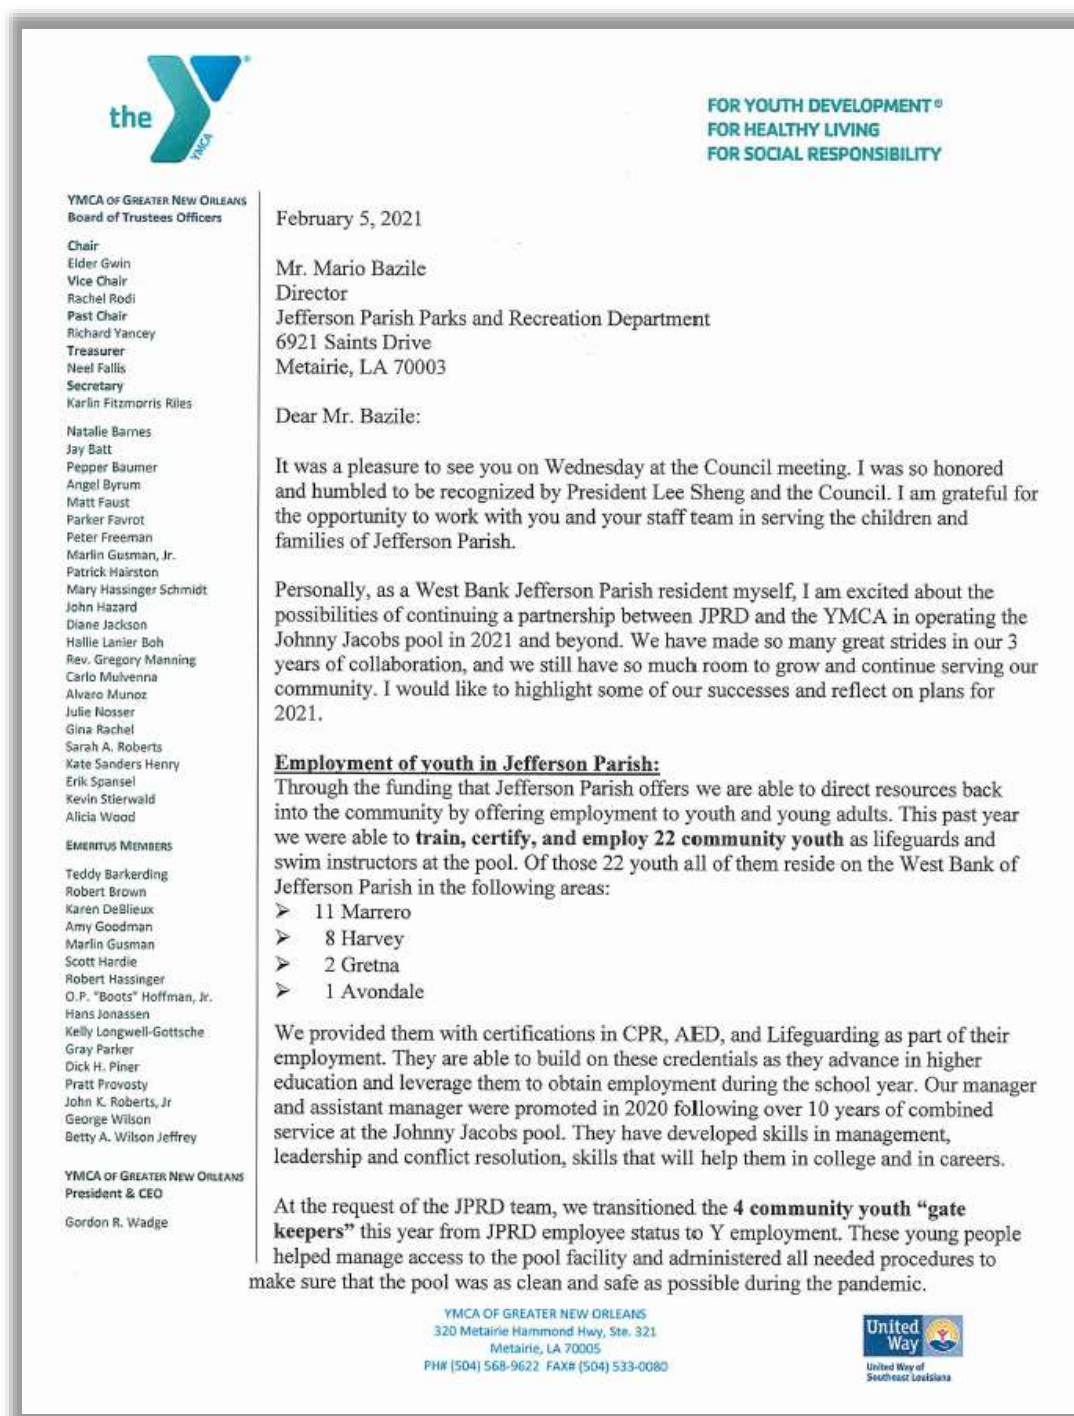 the
YMCA
FOR YOUTH DEVELOPMENT®
FOR HEALTHY LIVING
FOR SOCIAL RESPONSIBILITY
YMCA OF GREATER NEW ORLEANS
Board of Trustees Officers
Chair
Elder Gwin
Vice Chair
Rachel Rodi
Past Chair
Richard Yancey
Treasurer
Neel Fallis
Secretary
Karlin Fitzmorris Riles
Natalie Barnes
Jay Batt
Pepper Baumer
Angel Byrum
Matt Faust
Parker Favrot
Peter Freeman
Marlin Gusman, Jr.
Patrick Hairston
Mary Hassinger Schmidt
John Hazard
Diane Jackson
Hallie Lanier Boh
Rev. Gregory Manning
Carlo Mulvenna
Alvaro Munoz
Julie Nosser
Gina Rachel
Sarah A. Roberts
Kate Sanders Henry
Erik Spansel
Kevin Stierwald
Alicia Wood
EMERITUS MEMBERS
Teddy Barkerding
Robert Brown
Karen DeBlieux
Amy Goodman
Marlin Gusman
Scott Hardie
Robert Hassinger
O.P. "Boots" Hoffman, Jr.
Hans Jonassen
Kelly Longwell-Gottsche
Gray Parker
Dick H. Piner
Pratt Provosty
John K. Roberts, Jr
George Wilson
Betty A. Wilson Jeffrey
YMCA OF GREATER NEW ORLEANS
President & CEO
Gordon R. Wadge
February 5, 2021
Mr. Mario Bazile
Director
Jefferson Parish Parks and Recreation Department
6921 Saints Drive
Metairie, LA 70003
Dear Mr. Bazile:
It was a pleasure to see you on Wednesday at the Council meeting. I was so honored
and humbled to be recognized by President Lee Sheng and the Council. I am grateful for
the opportunity to work with you and your staff team in serving the children and
families of Jefferson Parish.
Personally, as a West Bank Jefferson Parish resident myself, I am excited about the
possibilities of continuing a partnership between JPRD and the YMCA in operating the
Johnny Jacobs pool in 2021 and beyond. We have made so many great strides in our 3
years of collaboration, and we still have so much room to grow and continue serving our
community. I would like to highlight some of our successes and reflect on plans for
2021.
Employment of youth in Jefferson Parish:
Through the funding that Jefferson Parish offers we are able to direct resources back
into the community by offering employment to youth and young adults. This past year
we were able to train, certify, and employ 22 community youth as lifeguards and
swim instructors at the pool. Of those 22 youth all of them reside on the West Bank of
Jefferson Parish in the following areas:
➢ 11 Marrero
➢ 8 Harvey
➢ 2 Gretna
➢ 1 Avondale
We provided them with certifications in CPR, AED, and Lifeguarding as part of their
employment. They are able to build on these credentials as they advance in higher
education and leverage them to obtain employment during the school year. Our manager
and assistant manager were promoted in 2020 following over 10 years of combined
service at the Johnny Jacobs pool. They have developed skills in management,
leadership and conflict resolution, skills that will help them in college and in careers.
At the request of the JPRD team, we transitioned the 4 community youth “gate
keepers” this year from JPRD employee status to Y employment. These young people
helped manage access to the pool facility and administered all needed procedures to
make sure that the pool was as clean and safe as possible during the pandemic.
YMCA OF GREATER NEW ORLEANS
320 Metairie Hammond Hwy, Ste. 321
Metairie, LA 70005
PH# (504) 568-9622 FAX# (504) 533-0080
United
Way
United Way of
Southeast Louisiana